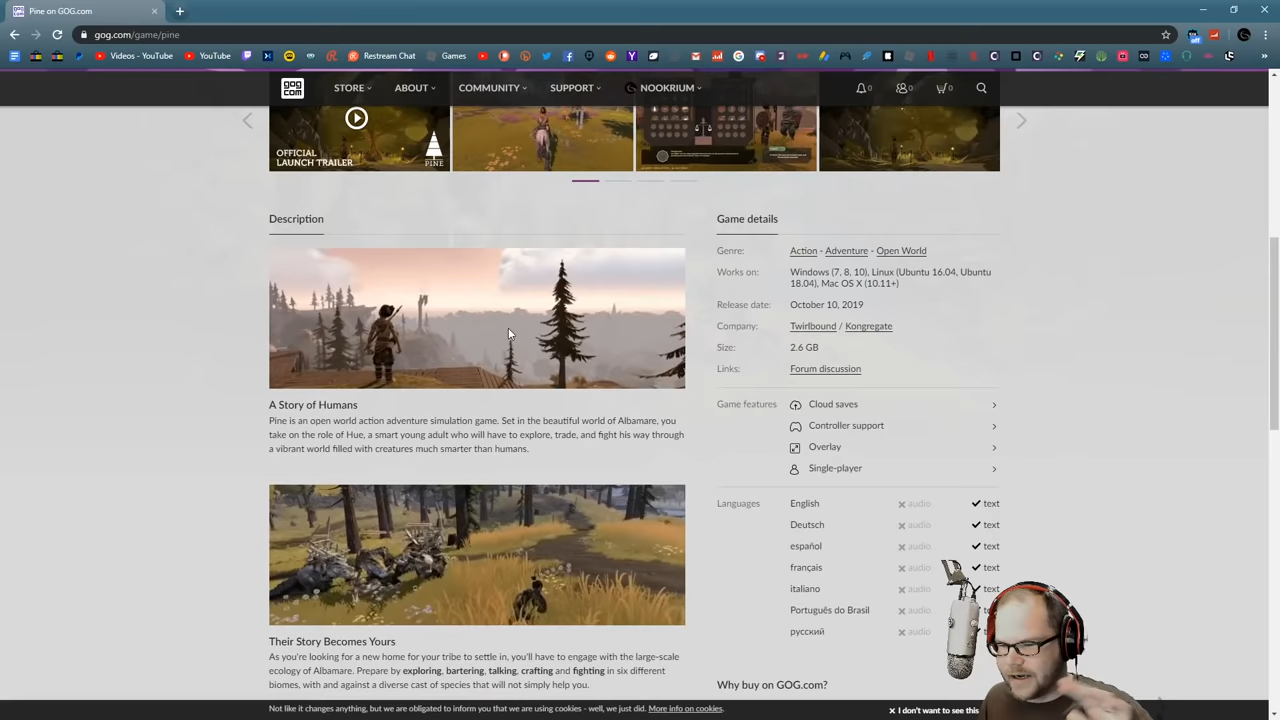 Pine on GOG.com
gog.com/game/pine
Videos - YouTube
YouTube
Restream Chat
Games-
gog
com
STORE
ABOUT
COMMUNITY
SUPPORT
NOOKRIUM
0
0
0
OFFICIAL
LAUNCH TRAILER
PINE
Description
Game details
Genre: Action - Adventure - Open World
Works on: Windows (7, 8, 10), Linux (Ubuntu 16.04, Ubuntu
18.04), Mac OS X (10.11+)
Release date: October 10, 2019
Company: Twirlbound / Kongregate
Size: 2.6 GB
Links: Forum discussion
Game features Cloud saves
Controller support
Overlay
Single-player
A Story of Humans
Pine is an open world action adventure simulation game. Set in the beautiful world of Albamare, you
take on the role of Hue, a smart young adult who will have to explore, trade, and fight his way through
a vibrant world filled with creatures much smarter than humans.
Languages English audio text
Deutsch audio text
español audio text
français audio text
italiano audio
Português do Brasil audio
русский audio
Their Story Becomes Yours
As you're looking for a new home for your tribe to settle in, you'll have to engage with the large-scale
ecology of Albamare. Prepare by exploring, bartering, talking, crafting and fighting in six different
biomes, with and against a diverse cast of species that will not simply help you.
Why buy on GOG.com?
Not like it changes anything, but we are obligated to inform you that we are using cookies - well, we just did. More info on cookies.
I don't want to see this